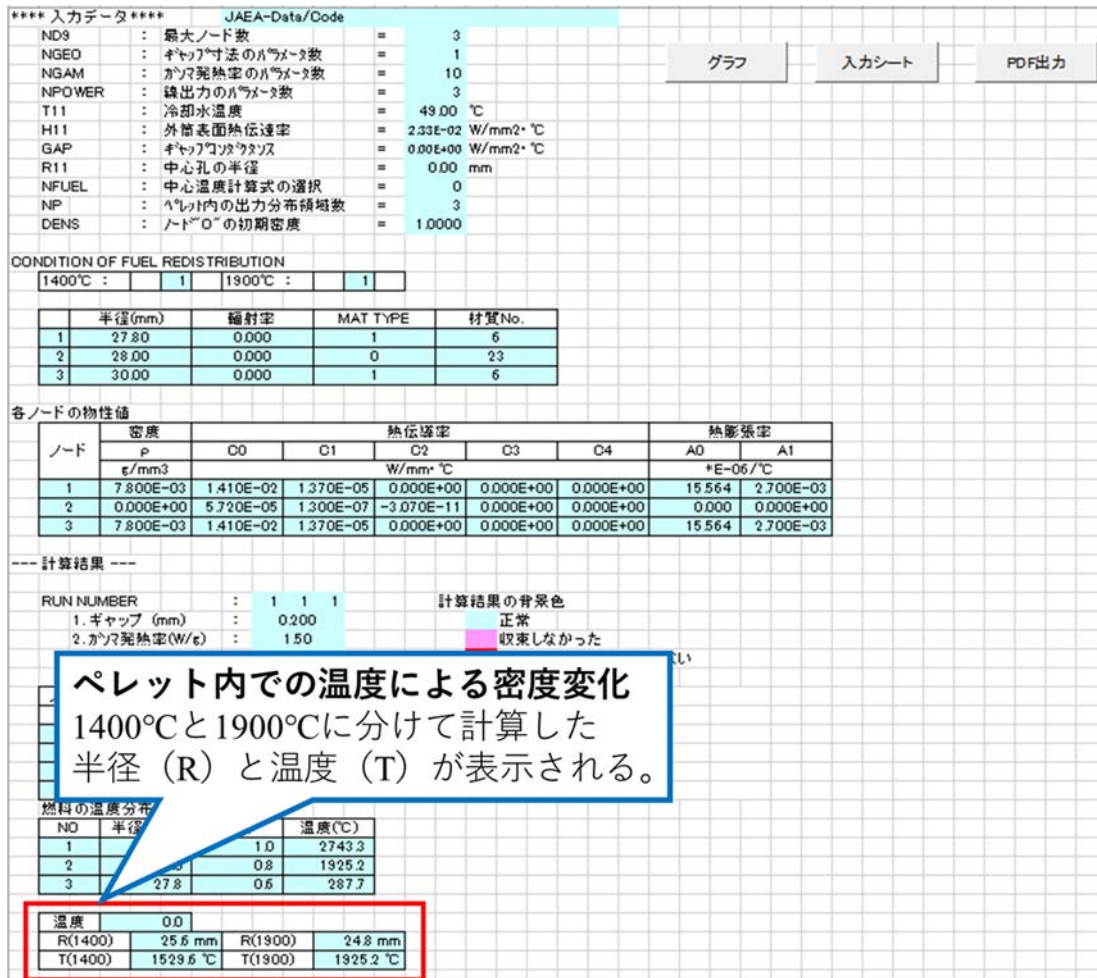 **** 入力データ**** JAEA-Data/Code
ND9 : 最大ノード数 = 3
NGEO : ｷﾞｬｯﾌﾟ寸法のﾊﾟﾗﾒｰﾀ数 = 1
NGAM : ｶﾞﾝﾏ発熱率のﾊﾟﾗﾒｰﾀ数 = 10
NPOWER : 線出力のﾊﾟﾗﾒｰﾀ数 = 3
T11 : 冷却水温度 = 49.00 ℃
H11 : 外筒表面熱伝達率 = 2.33E-02 W/mm2・℃
GAP : ｷﾞｬｯﾌﾟｺﾝﾀﾞｸﾀﾝｽ = 0.00E+00 W/mm2・℃
R11 : 中心孔の半径 = 0.00 mm
NFUEL : 中心温度計算式の選択 = 0
NP : ﾍﾟﾚｯﾄ内の出力分布領域数 = 3
DENS : ﾉｰﾄﾞ"0"の初期密度 = 1.0000
グラフ 入力シート PDF出力
CONDITION OF FUEL REDISTRIBUTION
1400℃ : 1 1900℃ : 1
半径(mm) 輻射率 MAT TYPE 材質No.
1 27.80 0.000 1 6
2 28.00 0.000 0 23
3 30.00 0.000 1 6
各ノードの物性値
ノード 密度 熱伝導率 熱膨張率
ρ C0 C1 C2 C3 C4 A0 A1
g/mm3 W/mm・℃ *E-06/℃
1 7.800E-03 1.410E-02 1.370E-05 0.000E+00 0.000E+00 0.000E+00 15.564 2.700E-03
2 0.000E+00 5.720E-05 1.300E-07 -3.070E-11 0.000E+00 0.000E+00 0.000 0.000E+00
3 7.800E-03 1.410E-02 1.370E-05 0.000E+00 0.000E+00 0.000E+00 15.564 2.700E-03
--- 計算結果 ---
RUN NUMBER : 1 1 1 計算結果の背景色
1.ギャップ (mm) : 0.200 正常
2.ｶﾞﾝﾏ発熱率(W/g) : 1.50 収束しなかった
ない
ペレット内での温度による密度変化
1400℃と1900℃に分けて計算した
半径（R）と温度（T）が表示される。
燃料の温度分布
NO 半径 温度(℃)
1 1.0 2743.3
2 0.8 1925.2
3 27.8 0.6 287.7
温度 0.0
R(1400) 25.6 mm R(1900) 24.8 mm
T(1400) 1529.6 ℃ T(1900) 1925.2 ℃